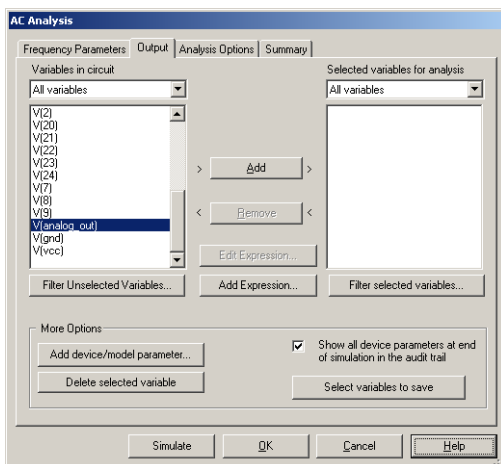 AC Analysis
Frequency Parameters Output Analysis Options Summary
Variables in circuit
All variables
V(2)
V(20)
V(21)
V(22)
V(23)
V(24)
V(7)
V(8)
V(9)
V(analog_out)
V(gnd)
V(vcc)
Filter Unselected Variables...
> Add >
< Remove <
Edit Expression...
Add Expression...
Selected variables for analysis
All variables
Filter selected variables...
More Options
Add device/model parameter...
Delete selected variable
Show all device parameters at end
of simulation in the audit trail
Select variables to save
Simulate OK Cancel Help